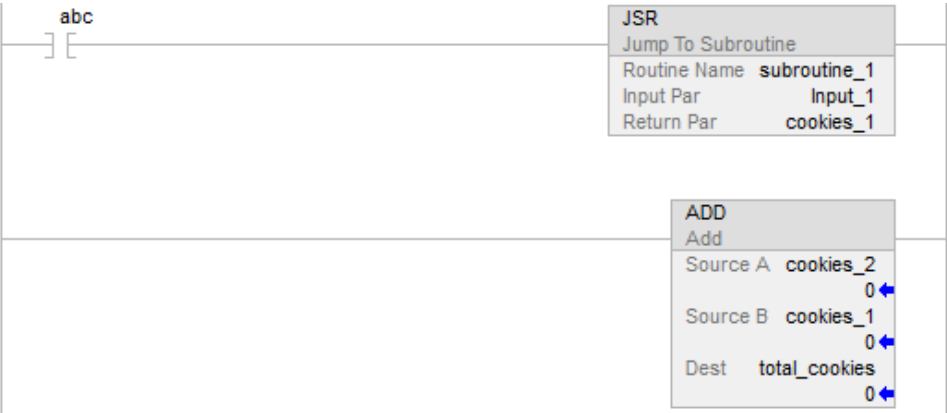 abc
JSR
Jump To Subroutine
Routine Name subroutine_1
Input Par Input_1
Return Par cookies_1
ADD
Add
Source A cookies_2
0
Source B cookies_1
0
Dest total_cookies
0